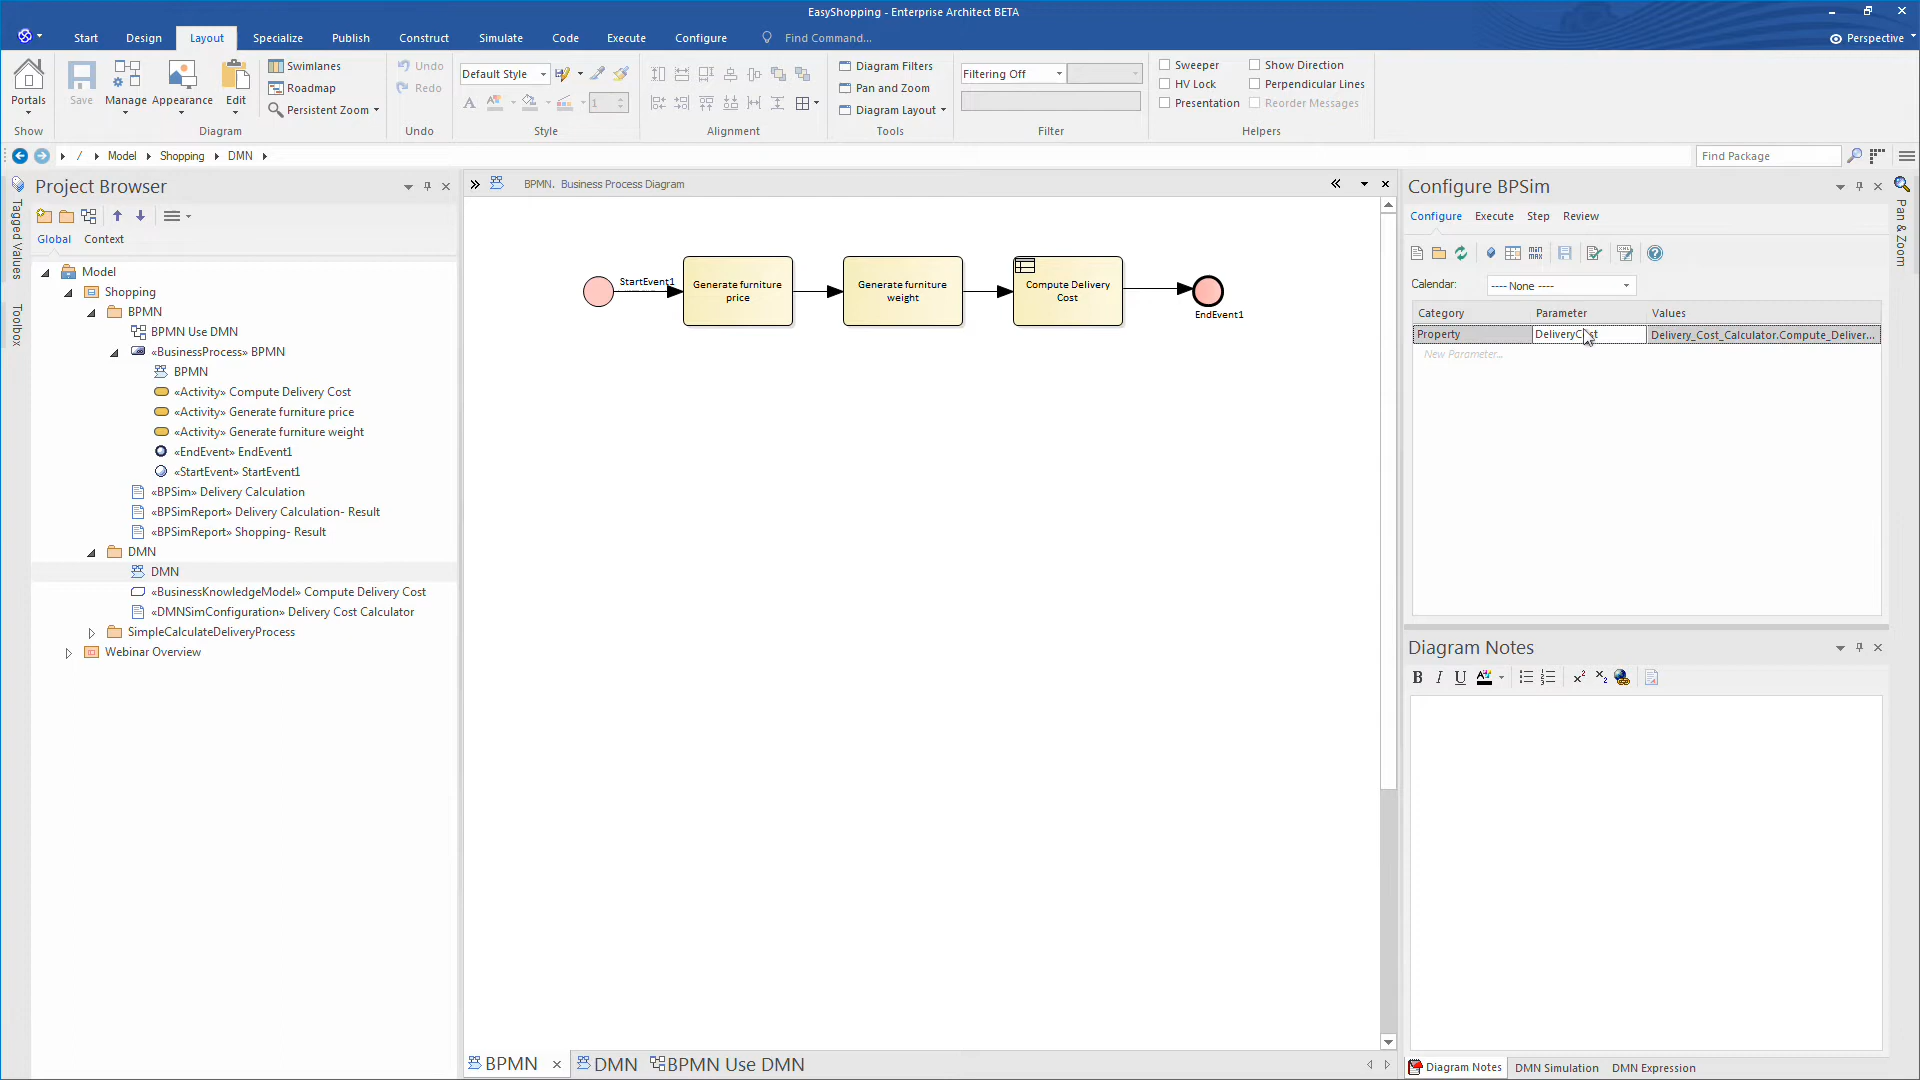 EasyShopping - Enterprise Architect BETA
Start
Design
Layout
Specialize
Publish
Construct
Simulate
Code
Execute
Configure
Find Command...
Perspective
Portals
Show
Save
Manage
Appearance
Edit
Swimlanes
Roadmap
Persistent Zoom
Diagram
Undo
Redo
Undo
Default Style
1
Style
Alignment
Diagram Filters
Pan and Zoom
Diagram Layout
Tools
Filtering Off
Filter
Sweeper
HV Lock
Presentation
Show Direction
Perpendicular Lines
Reorder Messages
Helpers
/ Model Shopping DMN
Find Package
Tagged Values
Toolbox
Project Browser
Global
Context
Model
Shopping
BPMN
BPMN Use DMN
«BusinessProcess» BPMN
BPMN
«Activity» Compute Delivery Cost
«Activity» Generate furniture price
«Activity» Generate furniture weight
«EndEvent» EndEvent1
«StartEvent» StartEvent1
«BPSim» Delivery Calculation
«BPSimReport» Delivery Calculation- Result
«BPSimReport» Shopping- Result
DMN
DMN
«BusinessKnowledgeModel» Compute Delivery Cost
«DMNSimConfiguration» Delivery Cost Calculator
SimpleCalculateDeliveryProcess
Webinar Overview
BPMN. Business Process Diagram
StartEvent1
Generate furniture
price
Generate furniture
weight
Compute Delivery
Cost
EndEvent1
BPMN
DMN
BPMN Use DMN
Configure BPSim
Configure
Execute
Step
Review
Calendar:
---- None ----
Category
Parameter
Values
Property
DeliveryCost
Delivery_Cost_Calculator.Compute_Deliver...
New Parameter...
Diagram Notes
B I U
Diagram Notes
DMN Simulation
DMN Expression
Pan & Zoom